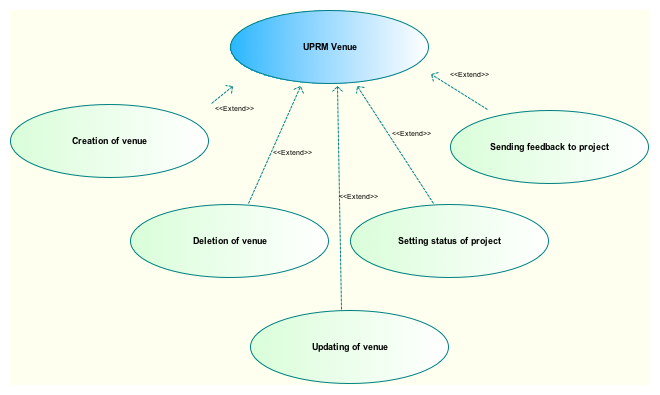 UPRM Venue
<<Extend>>
<<Extend>>
Creation of venue
<<Extend>>
Sending feedback to project
<<Extend>>
<<Extend>>
Deletion of venue
Setting status of project
Updating of venue